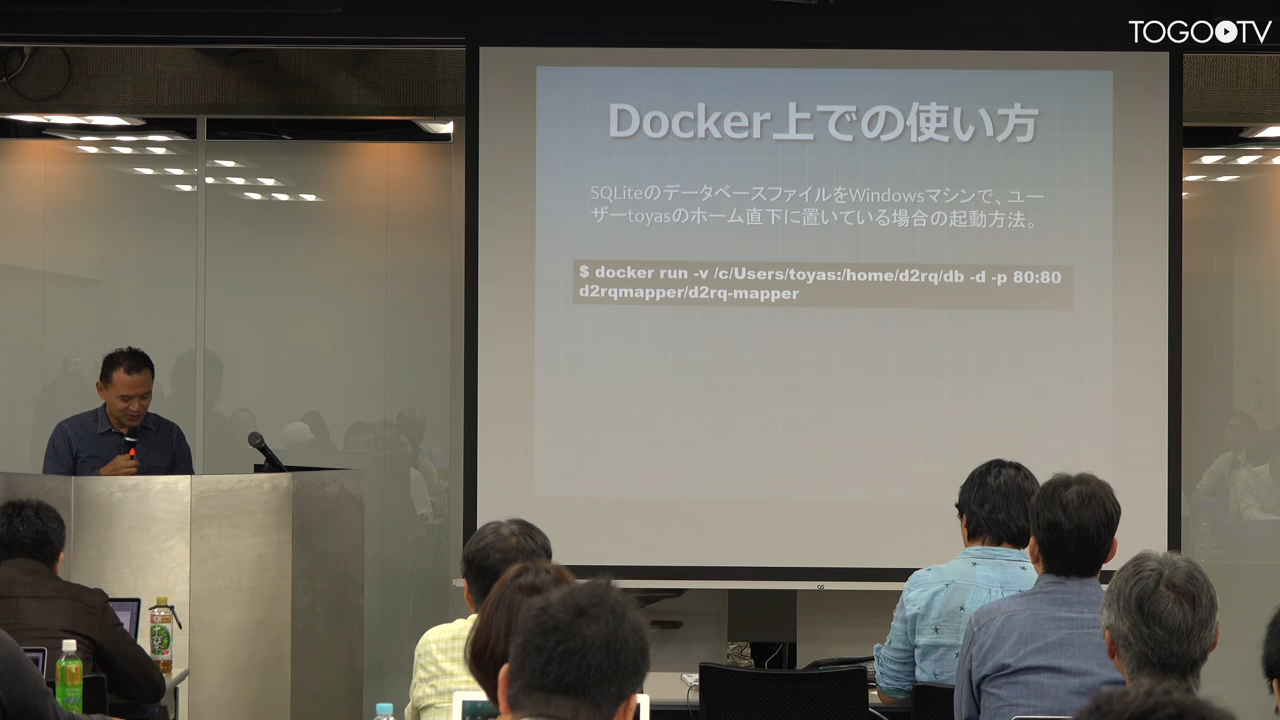 TOGOTV
Docker上での使い方
SQLiteのデータベースファイルをWindowsマシンで、ユー
ザーtoyasのホーム直下に置いている場合の起動方法。
$ docker run -v /c/Users/toyas:/home/d2rq/db -d -p 80:80
d2rqmapper/d2rq-mapper